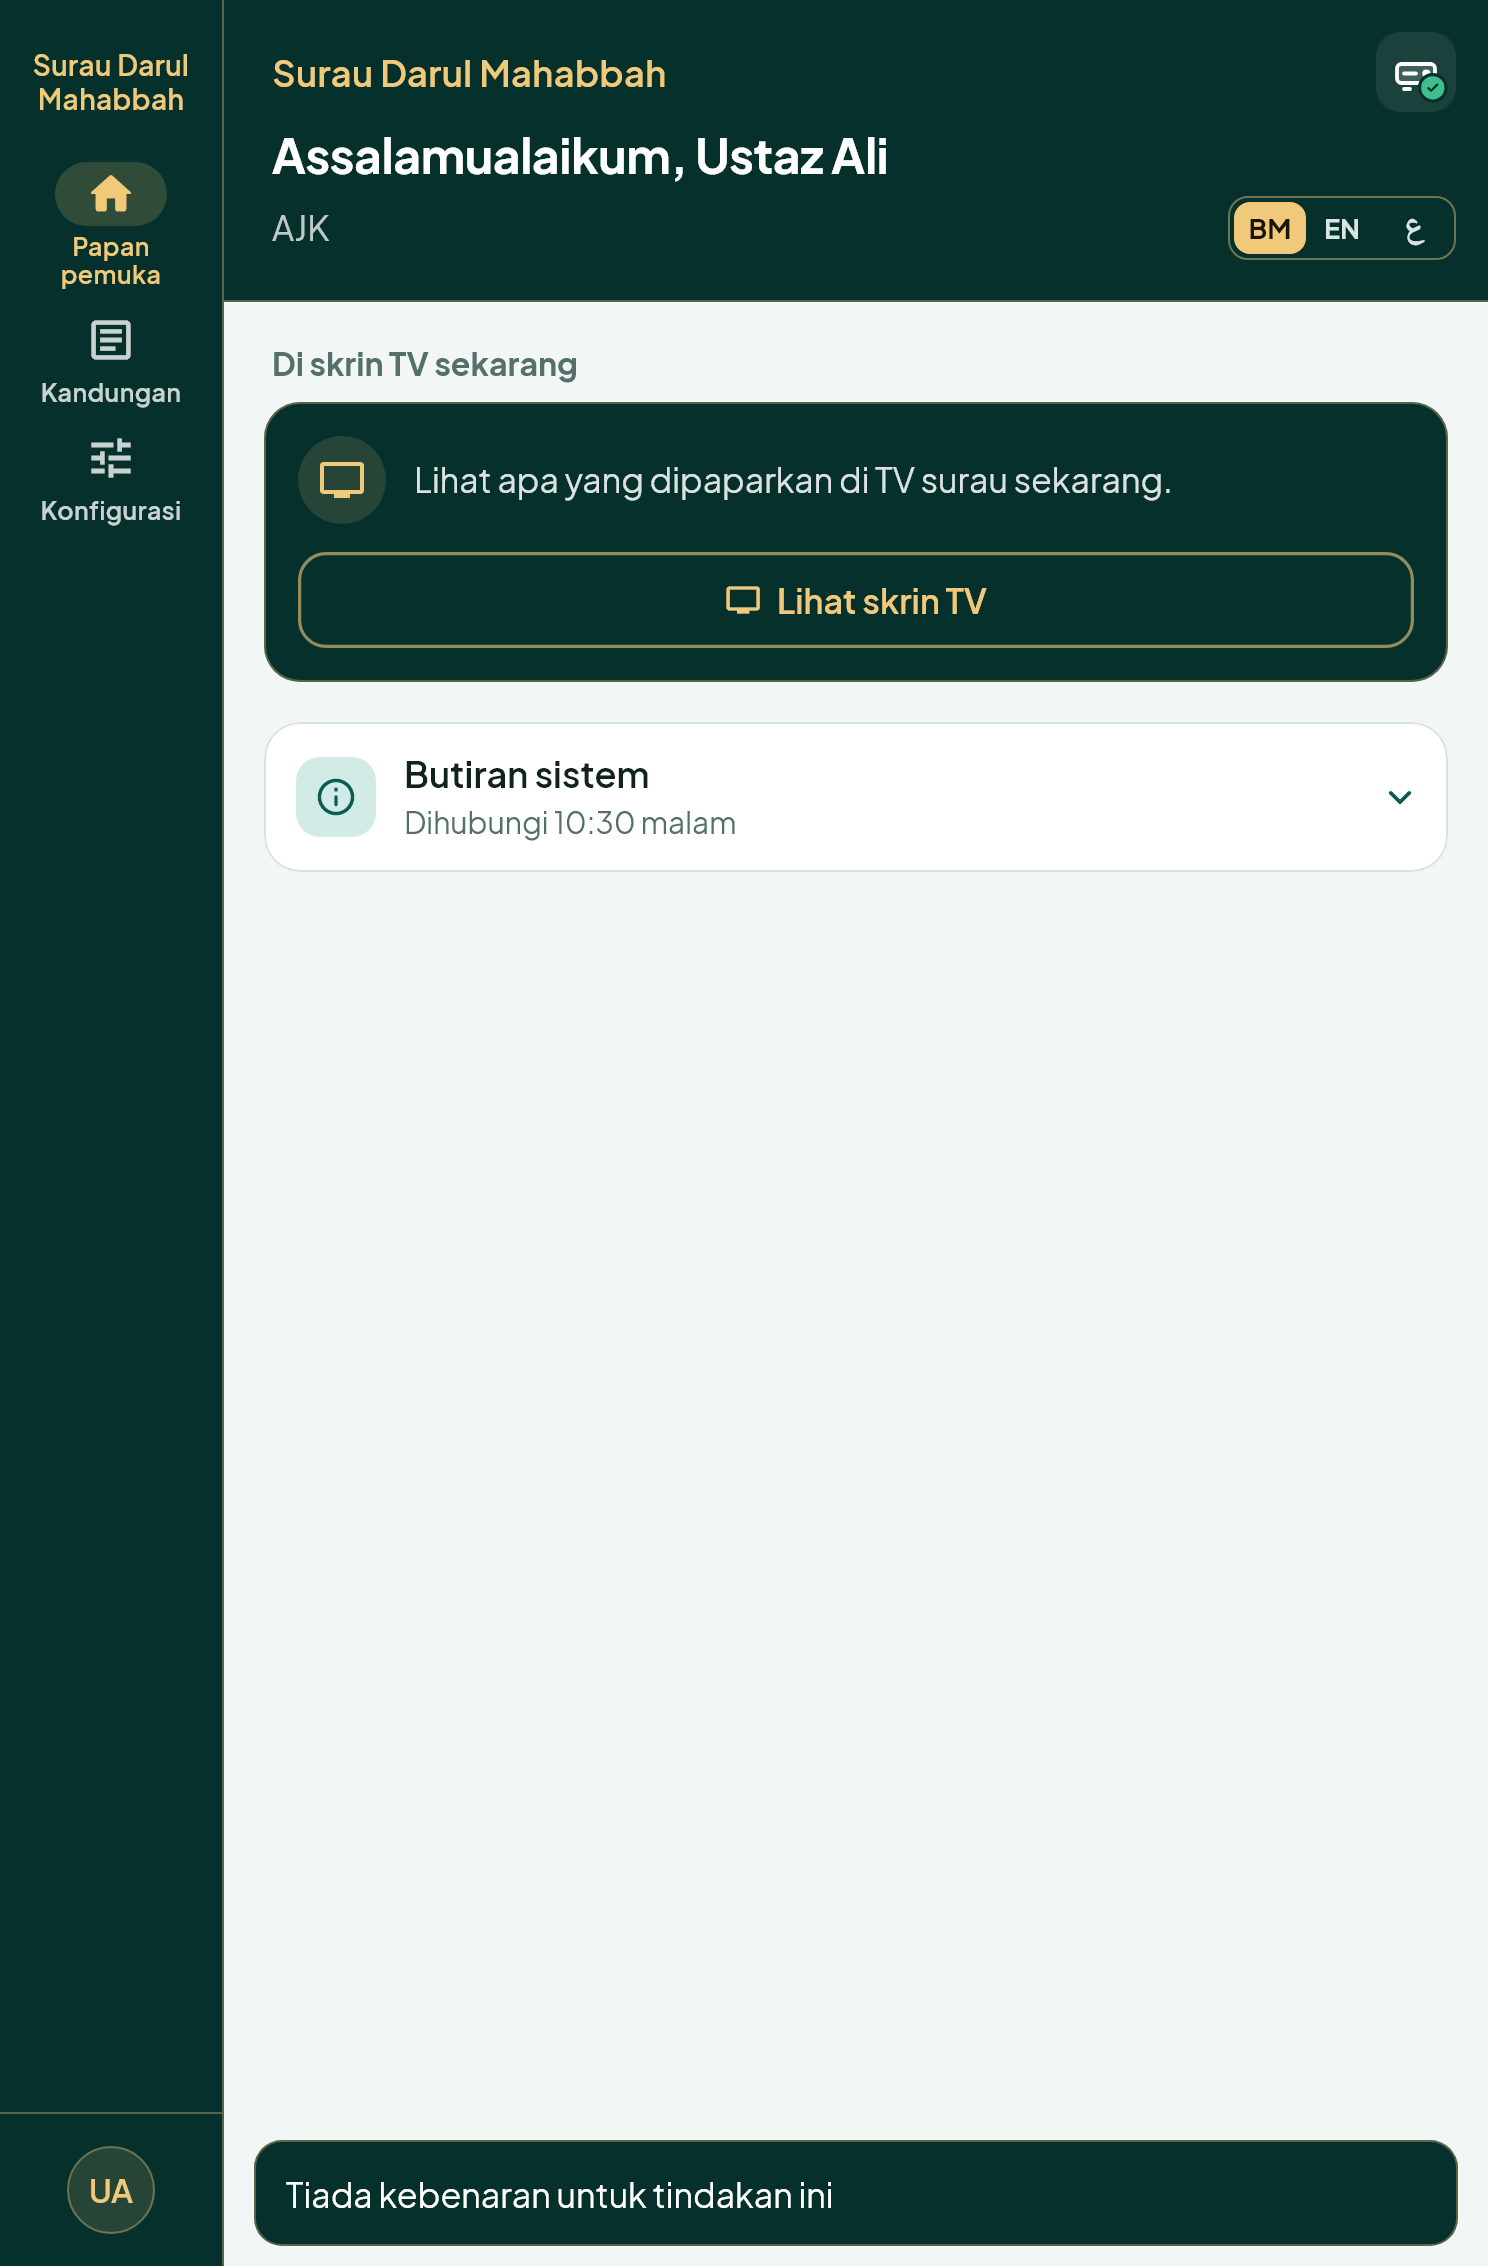 Surau Darul
Mahabbah
Papan
pemuka
Kandungan
Konfigurasi
UA
Surau Darul Mahabbah
Assalamualaikum, Ustaz Ali
AJK
BM EN ع
Di skrin TV sekarang
Lihat apa yang dipaparkan di TV surau sekarang.
Lihat skrin TV
Butiran sistem
Dihubungi 10:30 malam
Tiada kebenaran untuk tindakan ini